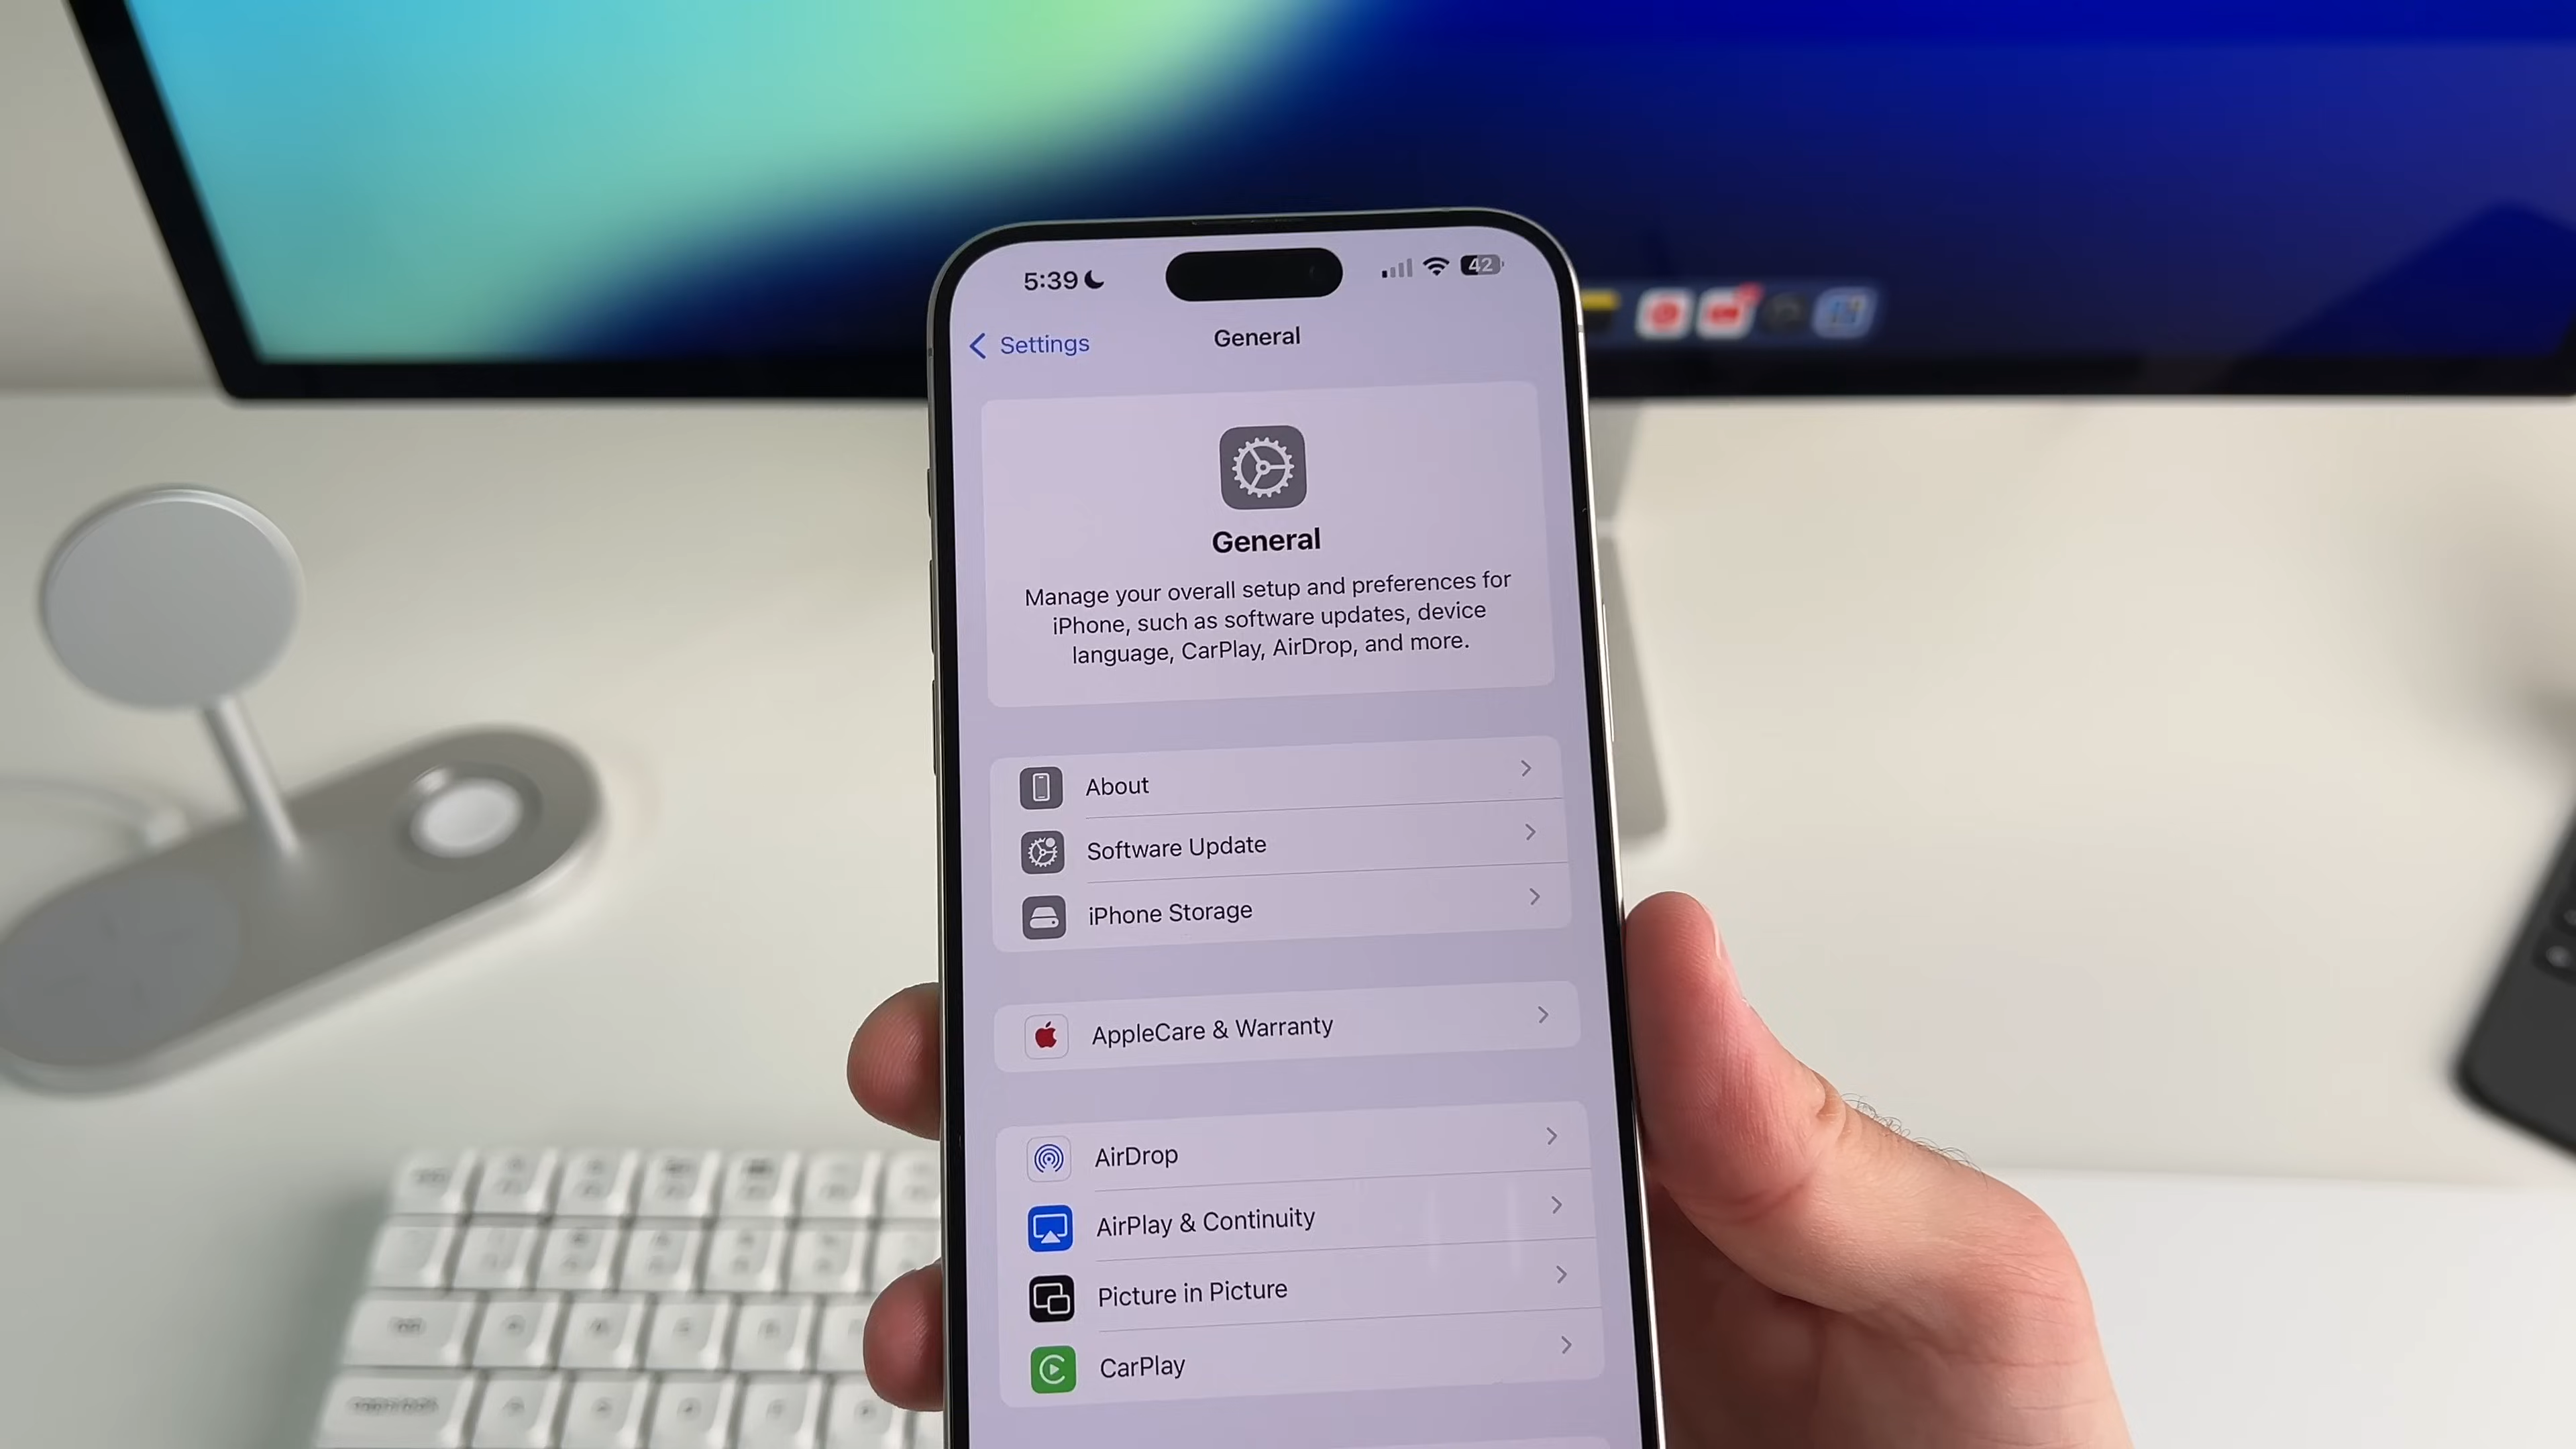 5:39
42
Settings
General
General
Manage your overall setup and preferences for
iPhone, such as software updates, device
language, CarPlay, AirDrop, and more.
About
Software Update
iPhone Storage
AppleCare & Warranty
AirDrop
AirPlay & Continuity
Picture in Picture
CarPlay